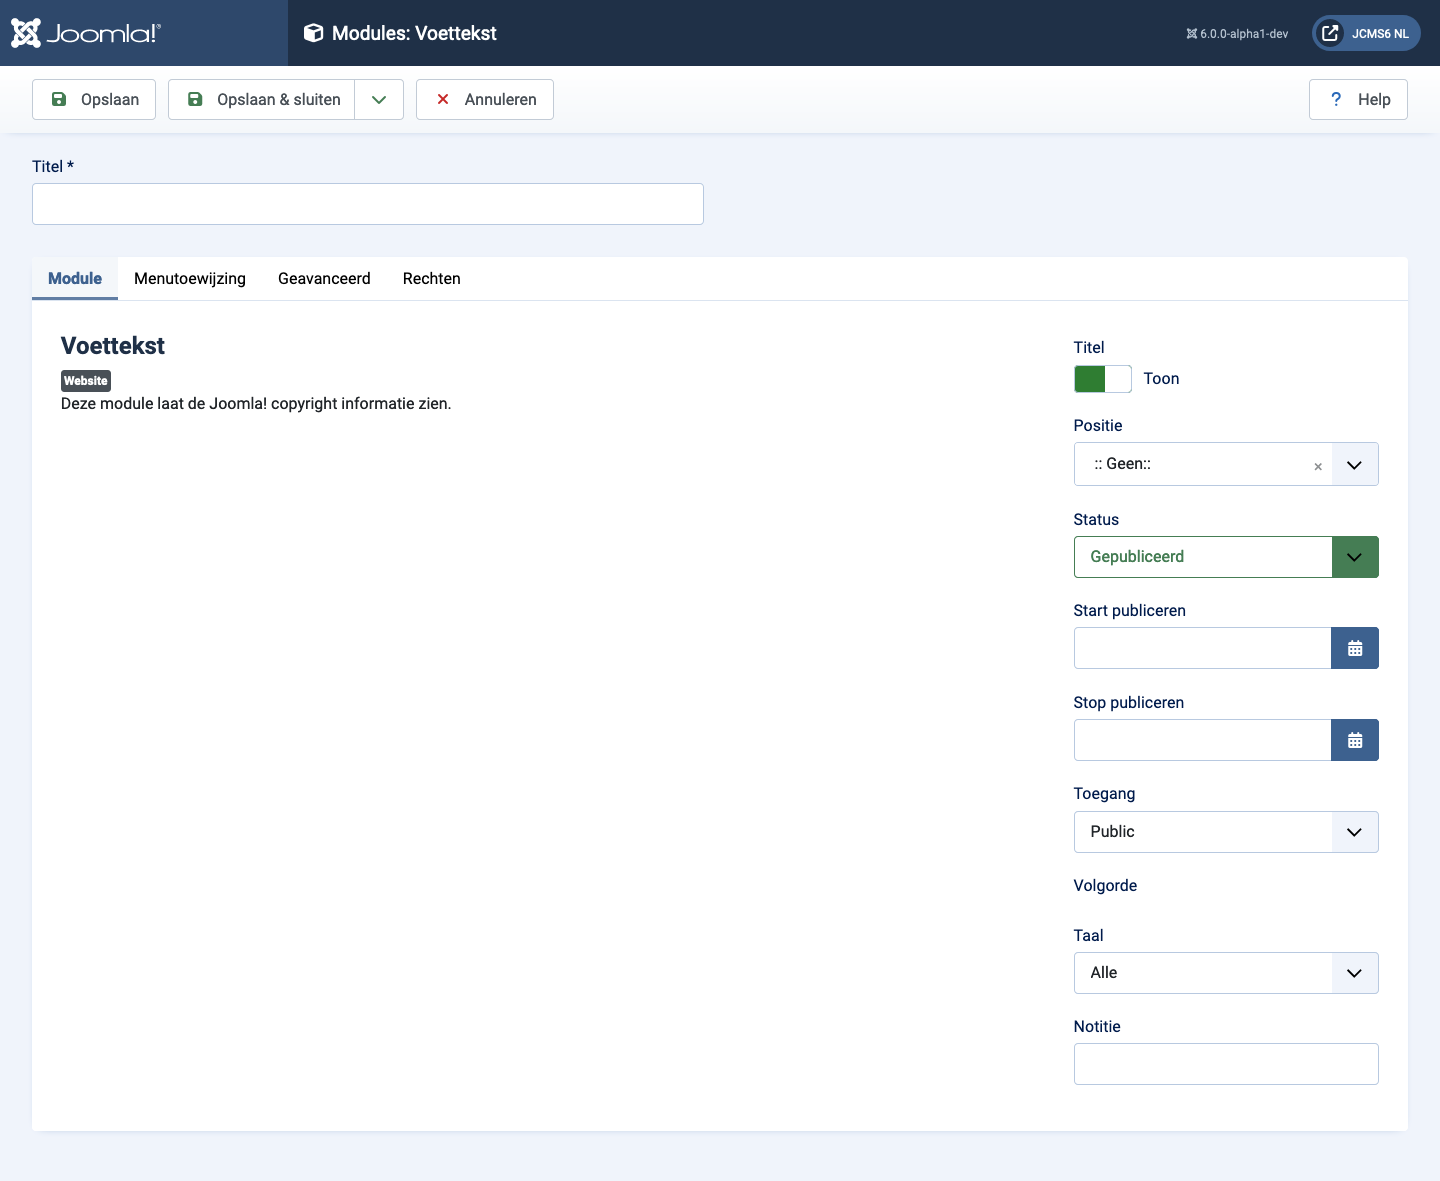 Joomla!®
Modules: Voettekst
6.0.0-alpha1-dev
JCMS6 NL
Opslaan
Opslaan & sluiten
Annuleren
? Help
Titel *
Module
Menutoewijzing
Geavanceerd
Rechten
Voettekst
Website
Deze module laat de Joomla! copyright informatie zien.
Titel
Toon
Positie
:: Geen::
Status
Gepubliceerd
Start publiceren
Stop publiceren
Toegang
Public
Volgorde
Taal
Alle
Notitie